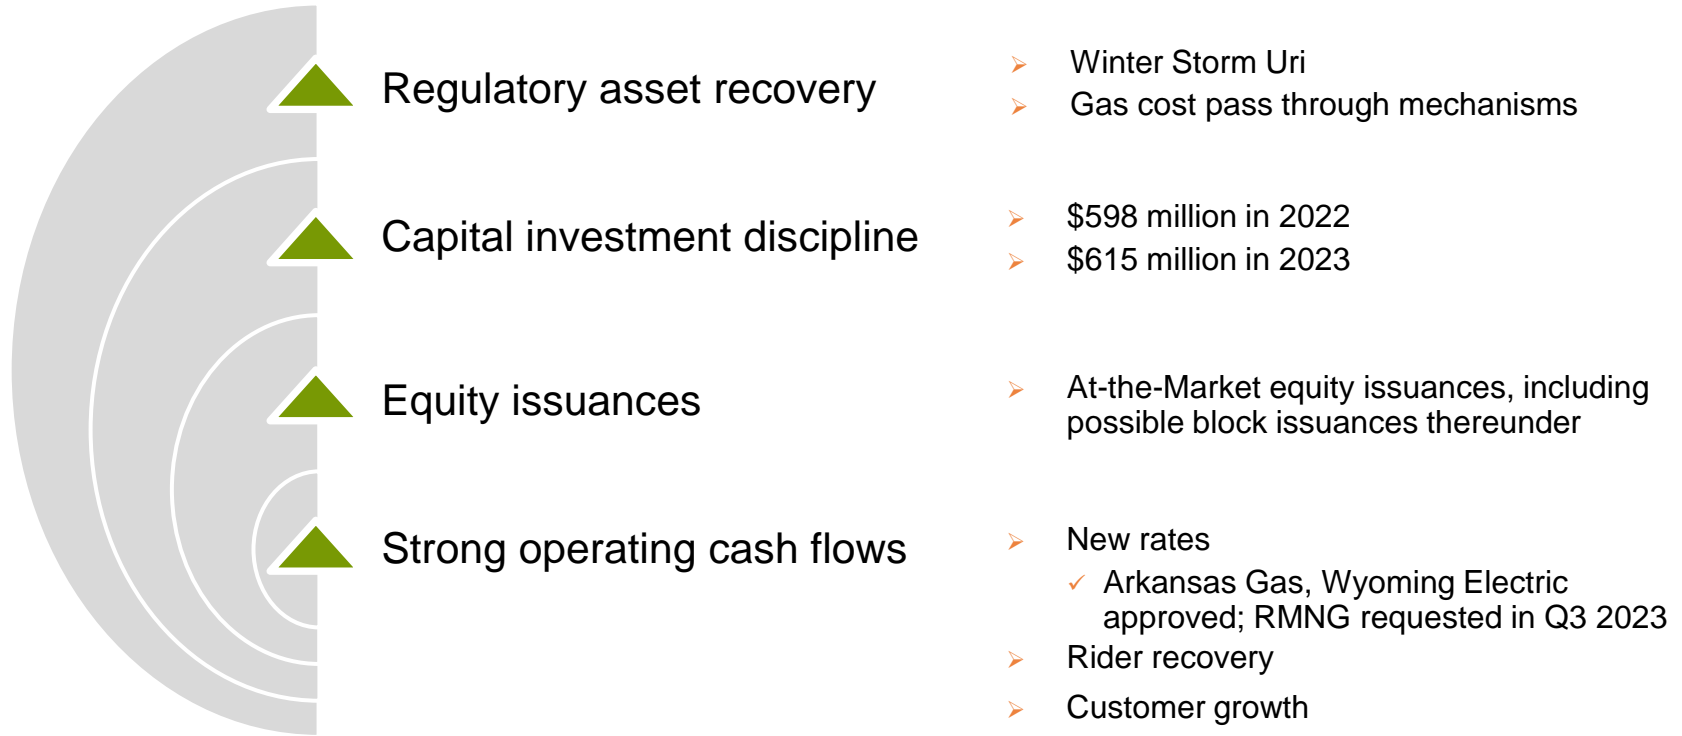 Regulatory asset recovery
Winter Storm Uri
Gas cost pass through mechanisms
Capital investment discipline
$598 million in 2022
$615 million in 2023
Equity issuances
At-the-Market equity issuances, including
possible block issuances thereunder
Strong operating cash flows
New rates
Arkansas Gas, Wyoming Electric
approved; RMNG requested in Q3 2023
Rider recovery
Customer growth